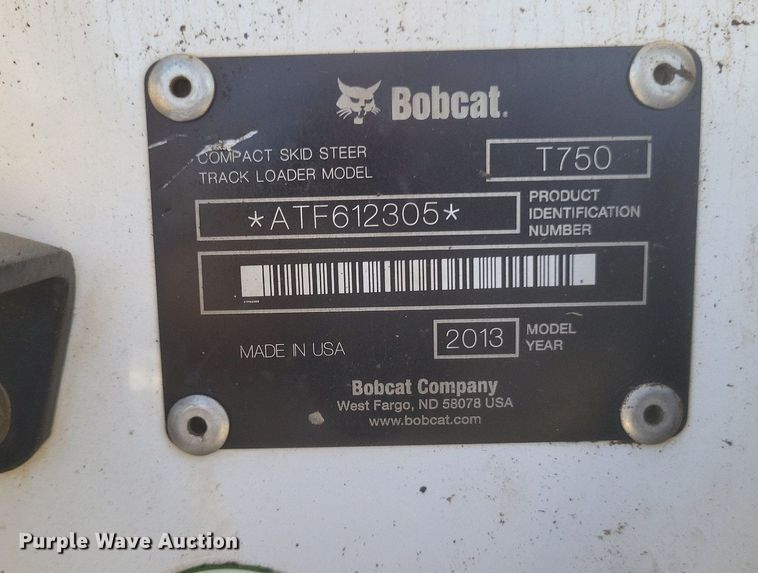 Bobcat.
COMPACT SKID STEER
TRACK LOADER MODEL
T750
*ATF612305*
PRODUCT
IDENTIFICATION
NUMBER
MADE IN USA
2013
MODEL
YEAR
Bobcat Company
West Fargo, ND 58078 USA
www.bobcat.com
Purple Wave Auction